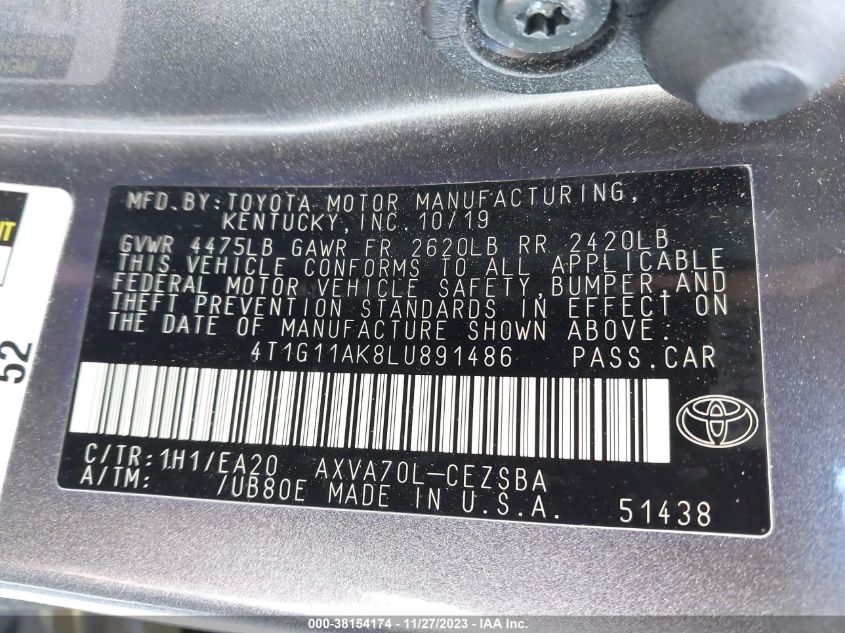 MFD. BY: TOYOTA MOTOR MANUFACTURING,
KENTUCKY, INC. 10/19
GVWR 4475LB GAWR FR 2620LB RR 2420LB
THIS VEHICLE CONFORMS TO ALL APPLICABLE
FEDERAL MOTOR VEHICLE SAFETY, BUMPER, AND
THEFT PREVENTION STANDARDS IN EFFECT ON
THE DATE OF MANUFACTURE SHOWN ABOVE.
4T1G11AK8LU891486 PASS.CAR
C/TR: 1H1/EA20 AXVA70L-CEZSBA
A/TM: /UB80E MADE IN U.S.A. 51438
52
000-38154174 - 11/27/2023 - IAA Inc.